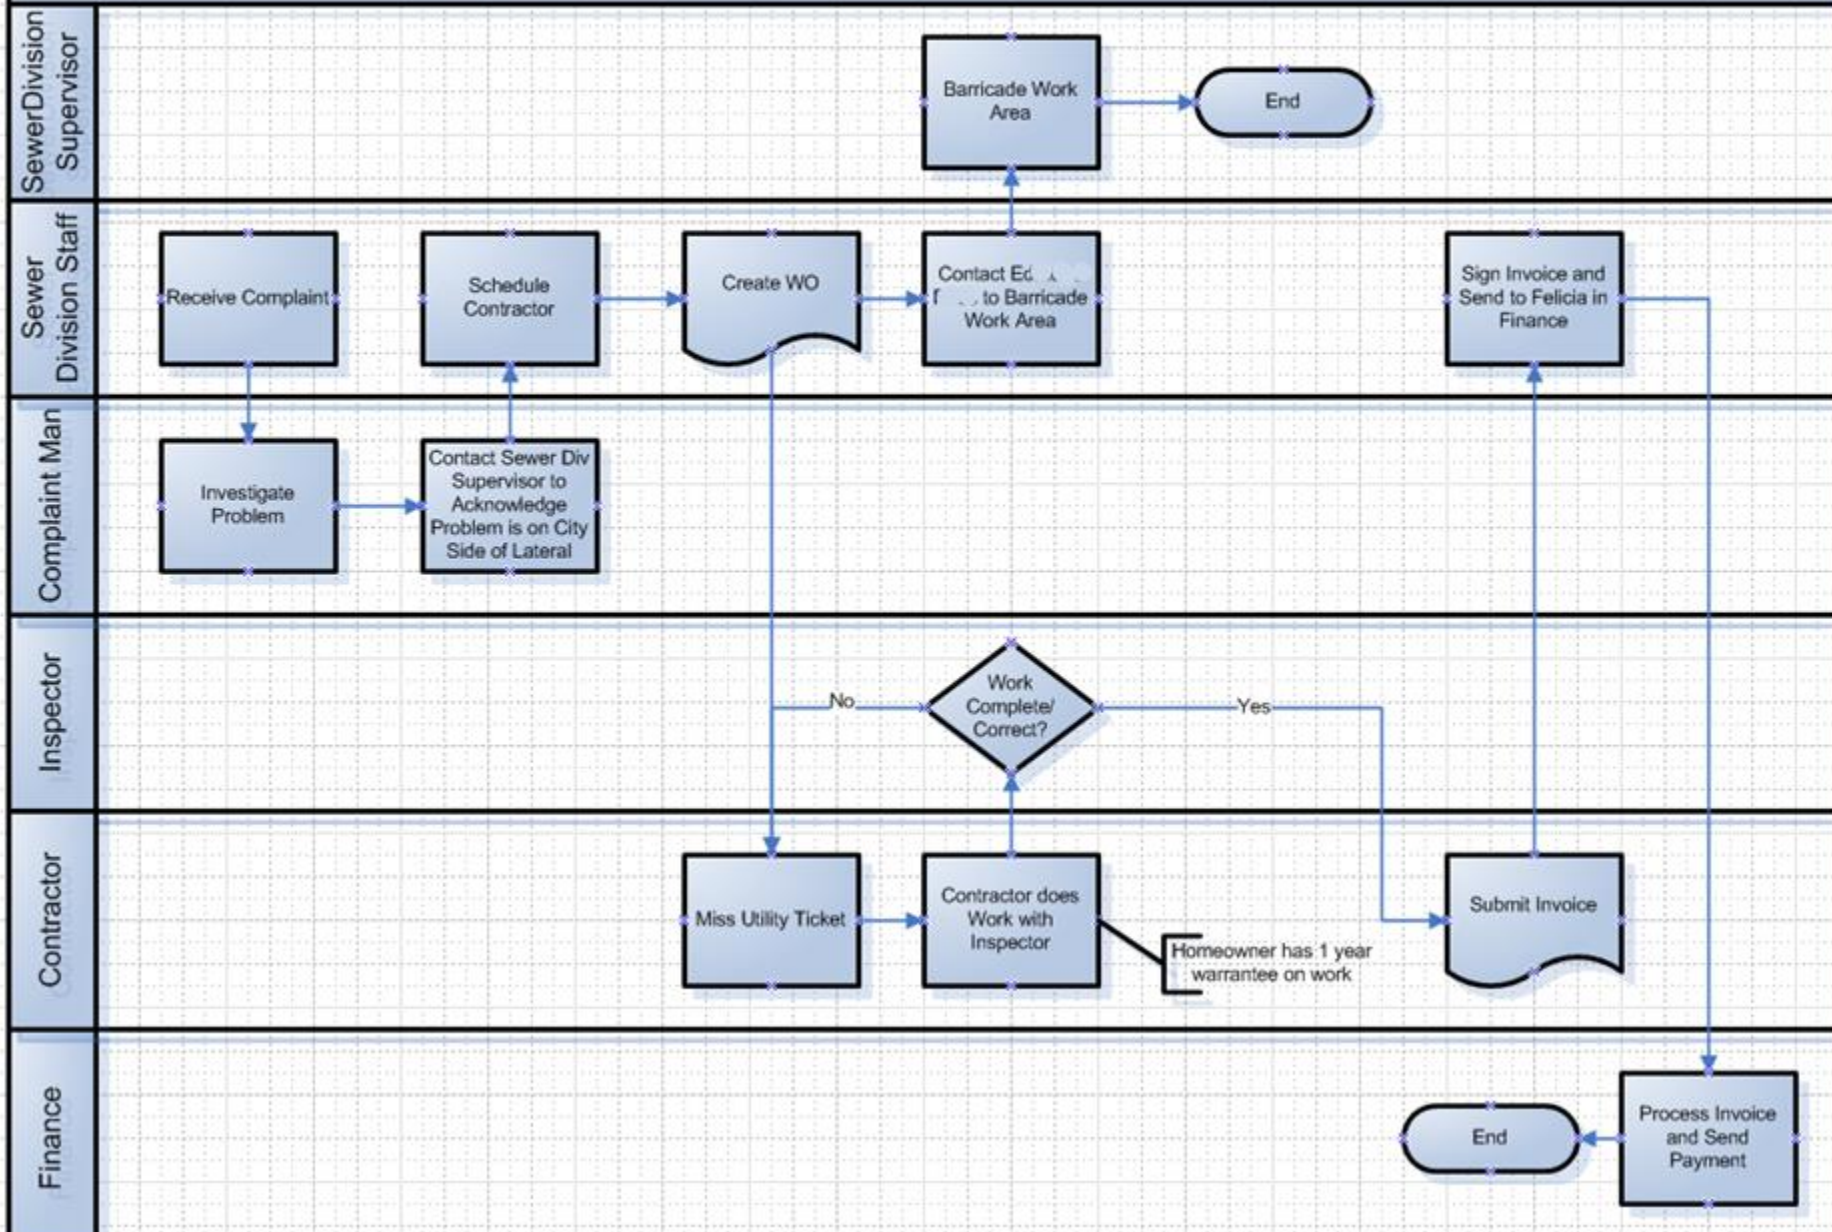 SewerDivision
Supervisor
Barricade Work
Area
End
Sewer
Division Staff
Receive Complaint
Schedule
Contractor
Create WO
Contact
to Barricade
Work Area
Sign Invoice and
Send to Felicia in
Finance
Complaint Man
Investigate
Problem
Contact Sewer Div
Supervisor to
Acknowledge
Problem is on City
Side of Lateral
Inspector
No
Work
Complete/
Correct?
Yes
Contractor
Miss Utility Ticket
Contractor does
Work with
Inspector
Homeowner has 1 year
warrantee on work
Submit Invoice
Finance
End
Process Invoice
and Send
Payment